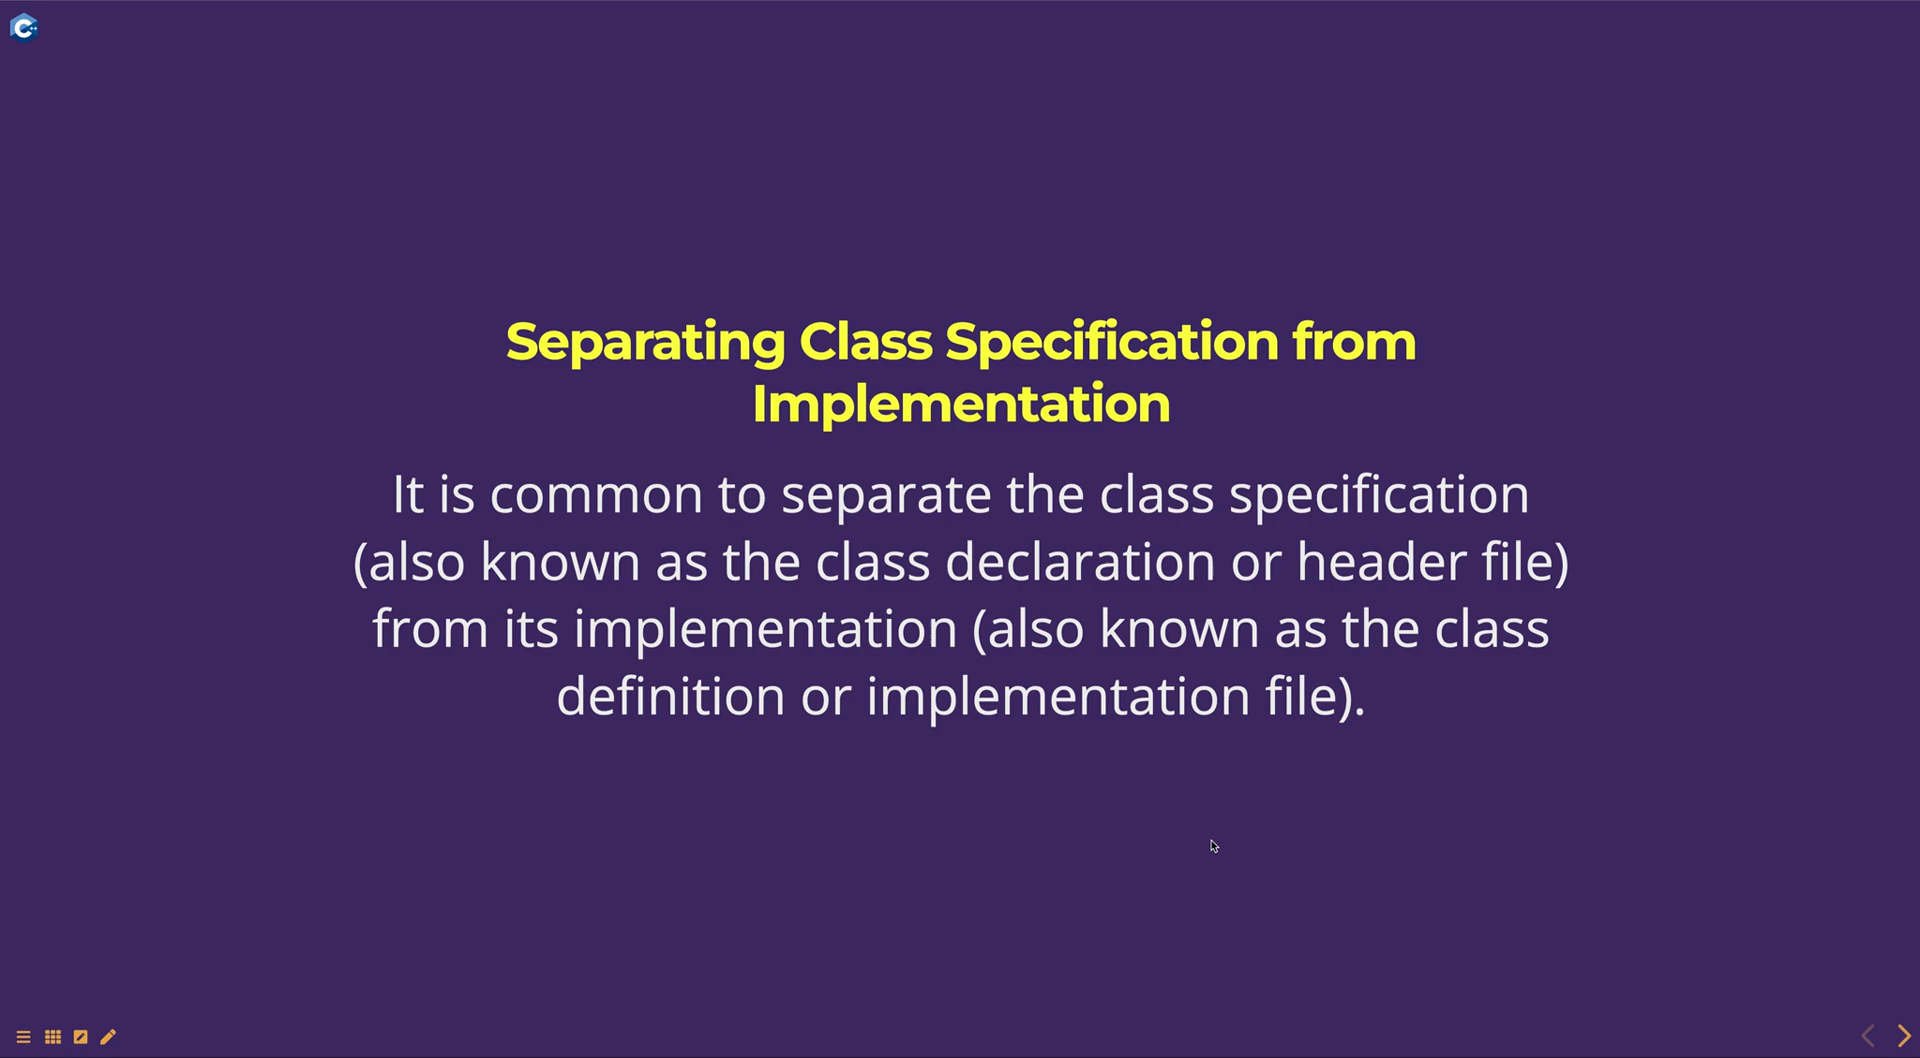 Separating Class Specification from
Implementation
It is common to separate the class specification
(also known as the class declaration or header file)
from its implementation (also known as the class
definition or implementation file).